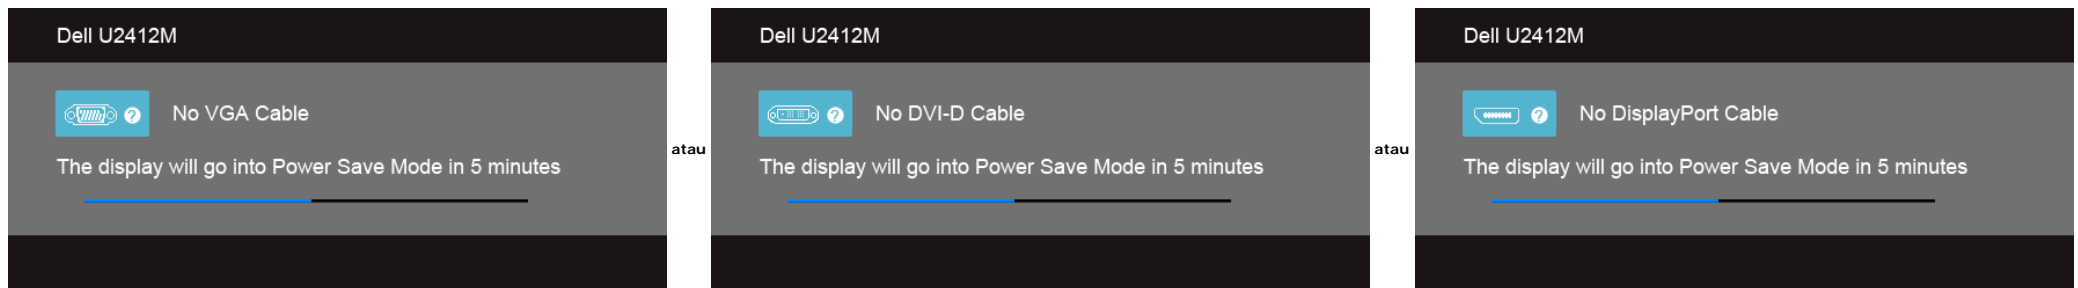 Dell U2412M
No VGA Cable
The display will go into Power Save Mode in 5 minutes
atau
Dell U2412M
No DVI-D Cable
The display will go into Power Save Mode in 5 minutes
atau
Dell U2412M
No DisplayPort Cable
The display will go into Power Save Mode in 5 minutes